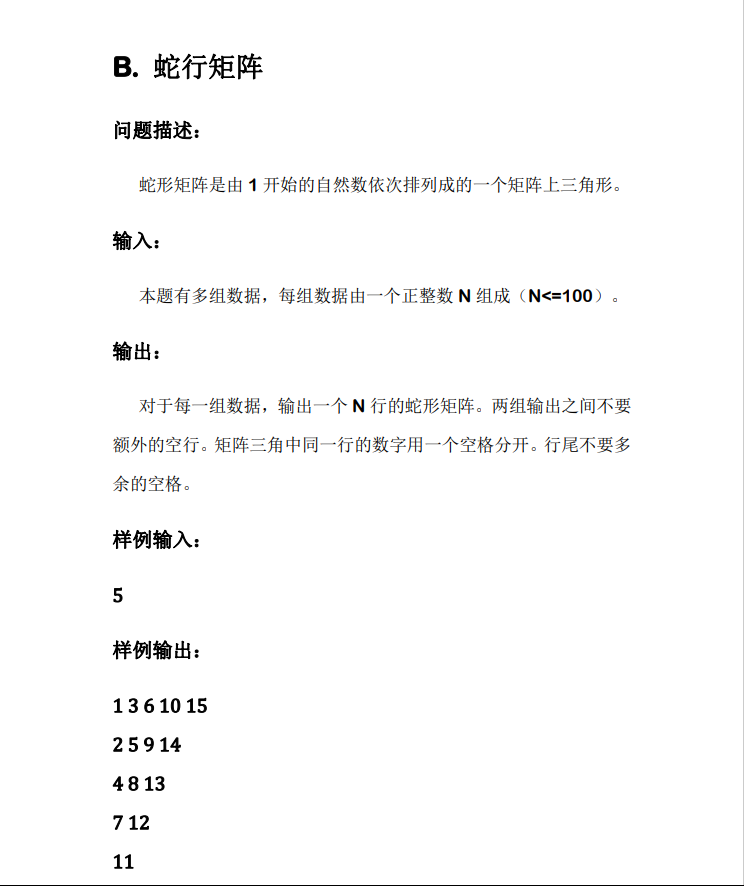 B. 蛇行矩阵
问题描述：
蛇形矩阵是由 1 开始的自然数依次排列成的一个矩阵上三角形。
输入：
本题有多组数据，每组数据由一个正整数 N 组成（N<=100）。
输出：
对于每一组数据，输出一个 N 行的蛇形矩阵。两组输出之间不要
额外的空行。矩阵三角中同一行的数字用一个空格分开。行尾不要多
余的空格。
样例输入：
5
样例输出：
1 3 6 10 15
2 5 9 14
4 8 13
7 12
11